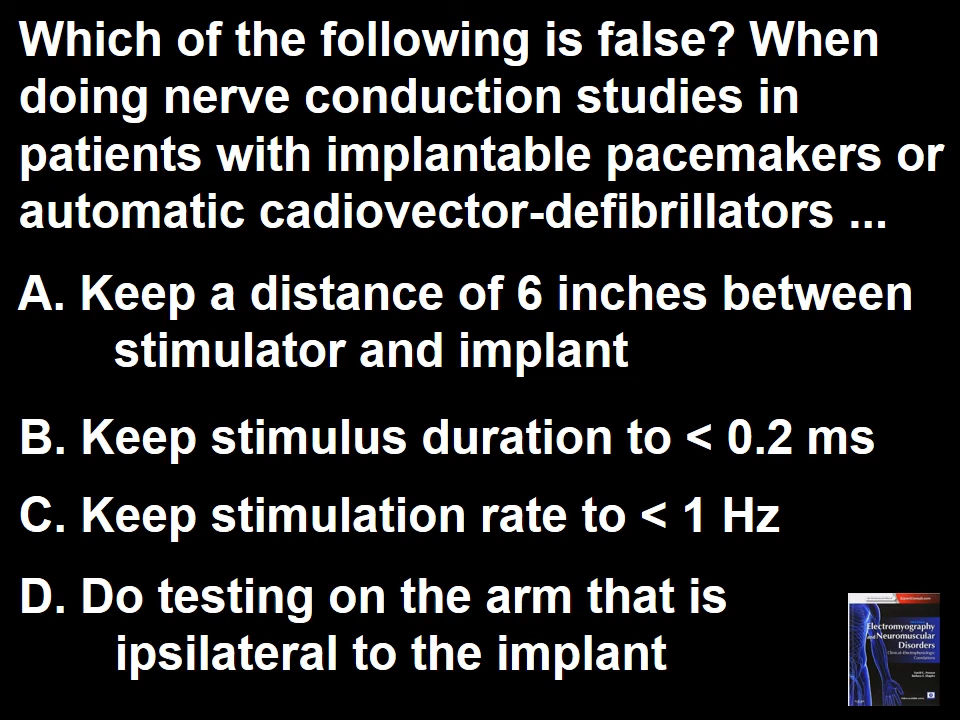 Which of the following is false? When
doing nerve conduction studies in
patients with implantable pacemakers or
automatic cadiovector-defibrillators ...
A. Keep a distance of 6 inches between
stimulator and implant
B. Keep stimulus duration to < 0.2 ms
C. Keep stimulation rate to < 1 Hz
D. Do testing on the arm that is
ipsilateral to the implant
Electromyography
and Neuromuscular
Disorders